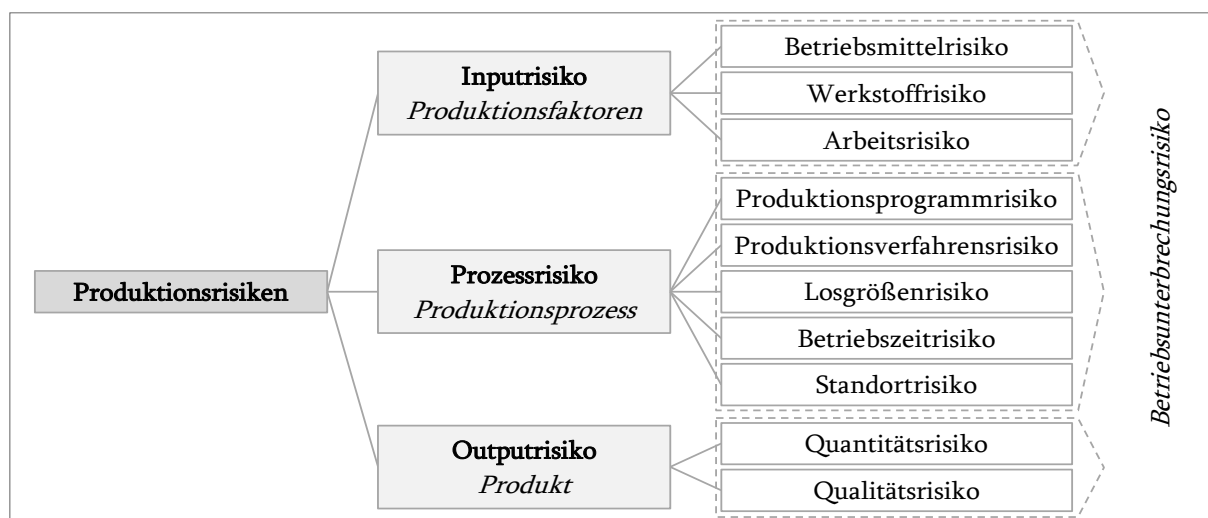 Produktionsrisiken
Inputrisiko
Produktionsfaktoren
Betriebsmittelrisiko
Werkstoffrisiko
Arbeitsrisiko
Prozessrisiko
Produktionsprozess
Produktionsprogrammrisiko
Produktionsverfahrensrisiko
Losgrößenrisiko
Betriebszeitrisiko
Standortrisiko
Outputrisiko
Produkt
Quantitätsrisiko
Qualitätsrisiko
Betriebsunterbrechungsrisiko